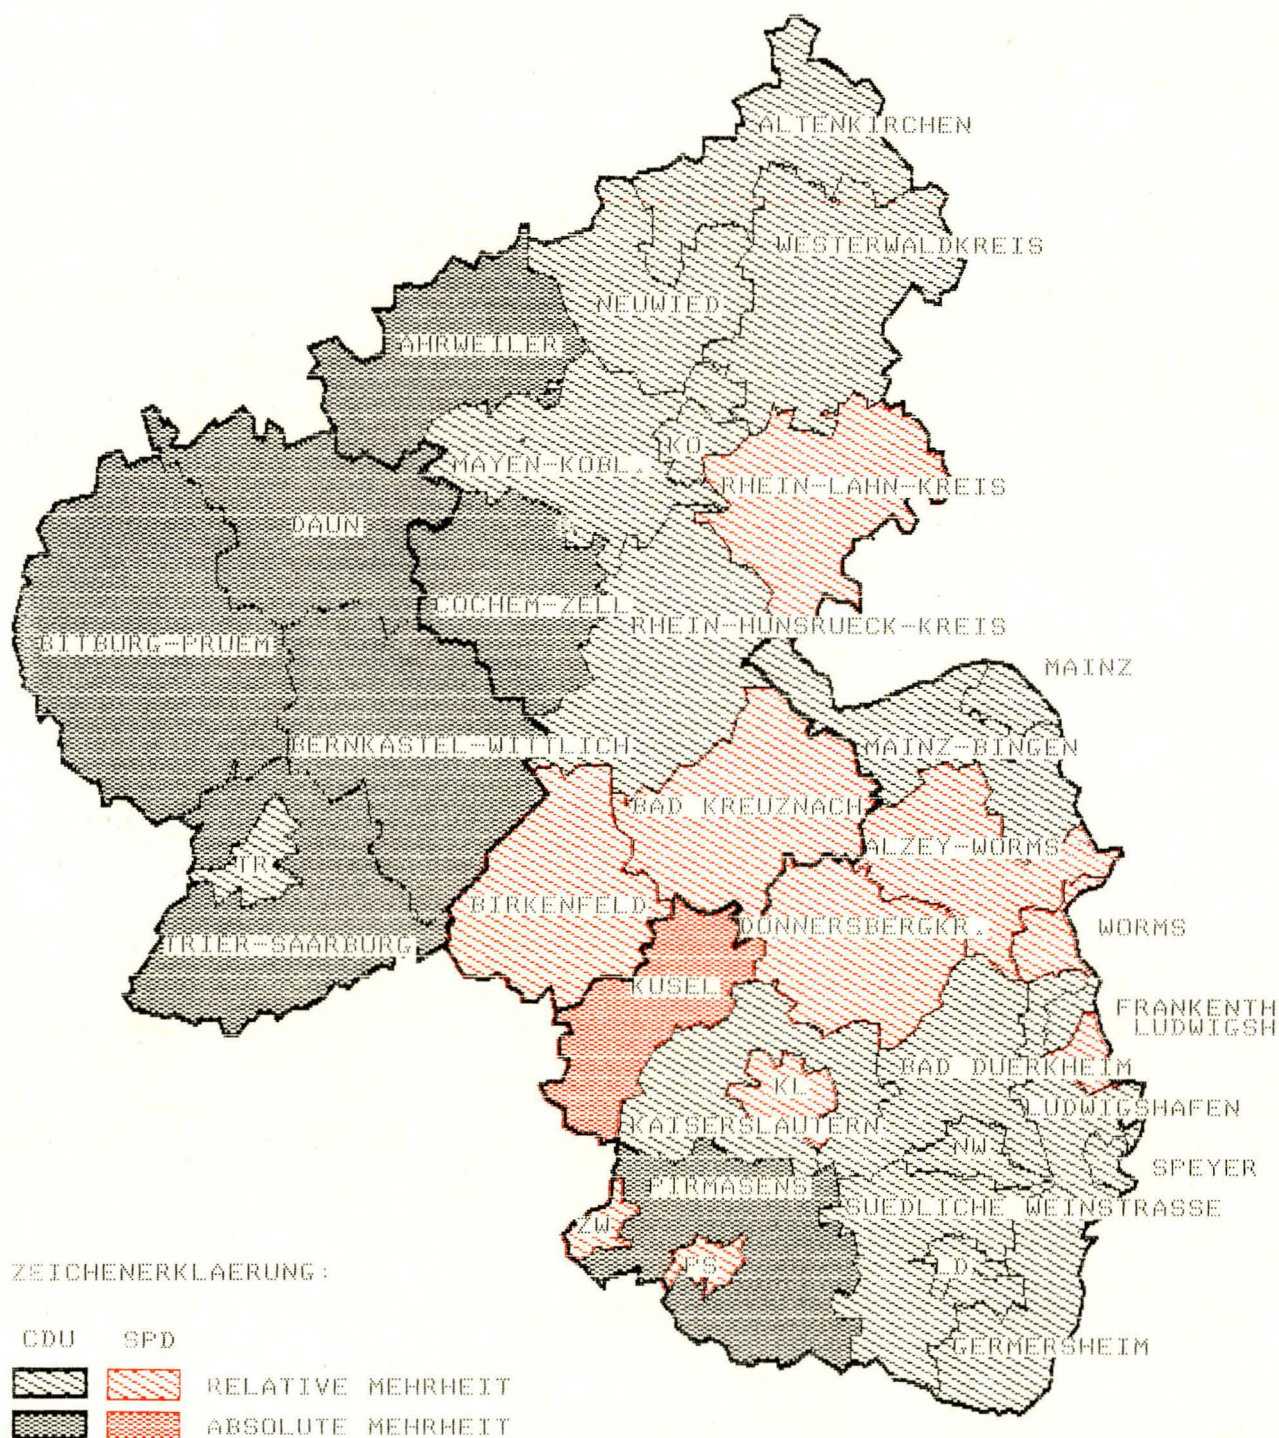 ALTENKIRCHEN
WESTERWALDKREIS
NEUWIED
AHRWEILER
KO
MAYEN-KOBL.
RHEIN-LAHN-KREIS
DAUN
COCHEM-ZELL
RHEIN-HUNSRUECK-KREIS
BITBURG-PRUEM
MAINZ
BERNKASTEL-WITTLICH
MAINZ-BINGEN
BAD KREUZNACH
ALZEY-WORMS
TR
BIRKENFELD
DONNERSBERGKR.
WORMS
TRIER-SAARBURG
KUSEL
FRANKENTH
LUDWIGSH
BAD DUERKHEIM
KL
LUDWIGSHAFEN
KAISERSLAUTERN
NW
SPEYER
PIRMASENS
SUEDLICHE WEINSTRASSE
ZW
PS
LD
ZEICHENERKLAERUNG:
CDU SPD
GERMERSHEIM
RELATIVE MEHRHEIT
ABSOLUTE MEHRHEIT